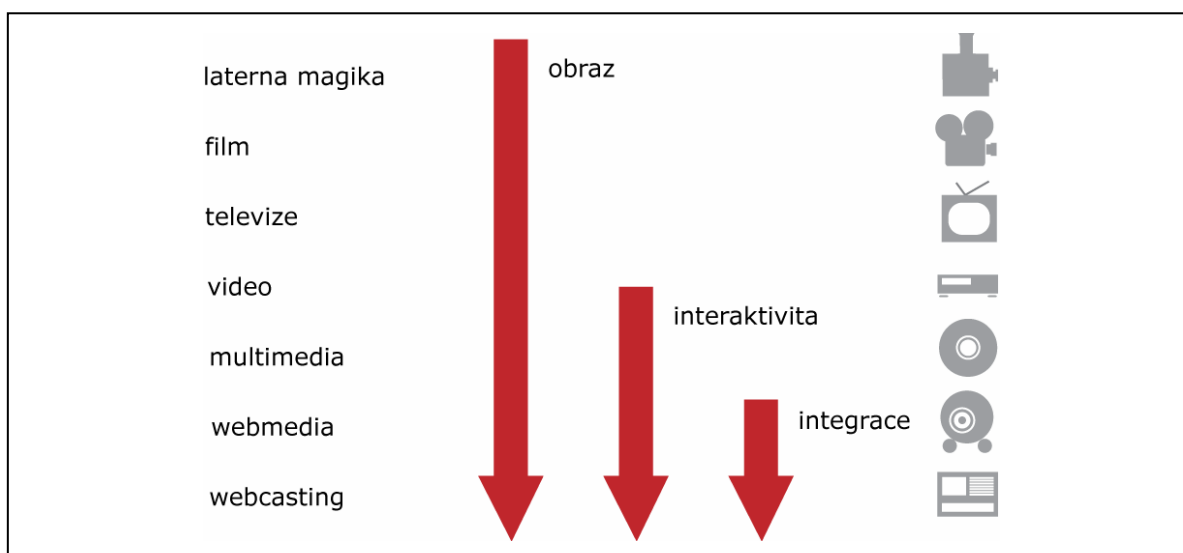 laterna magika
obraz
film
televize
video
interaktivita
multimedia
integrace
webmedia
webcasting